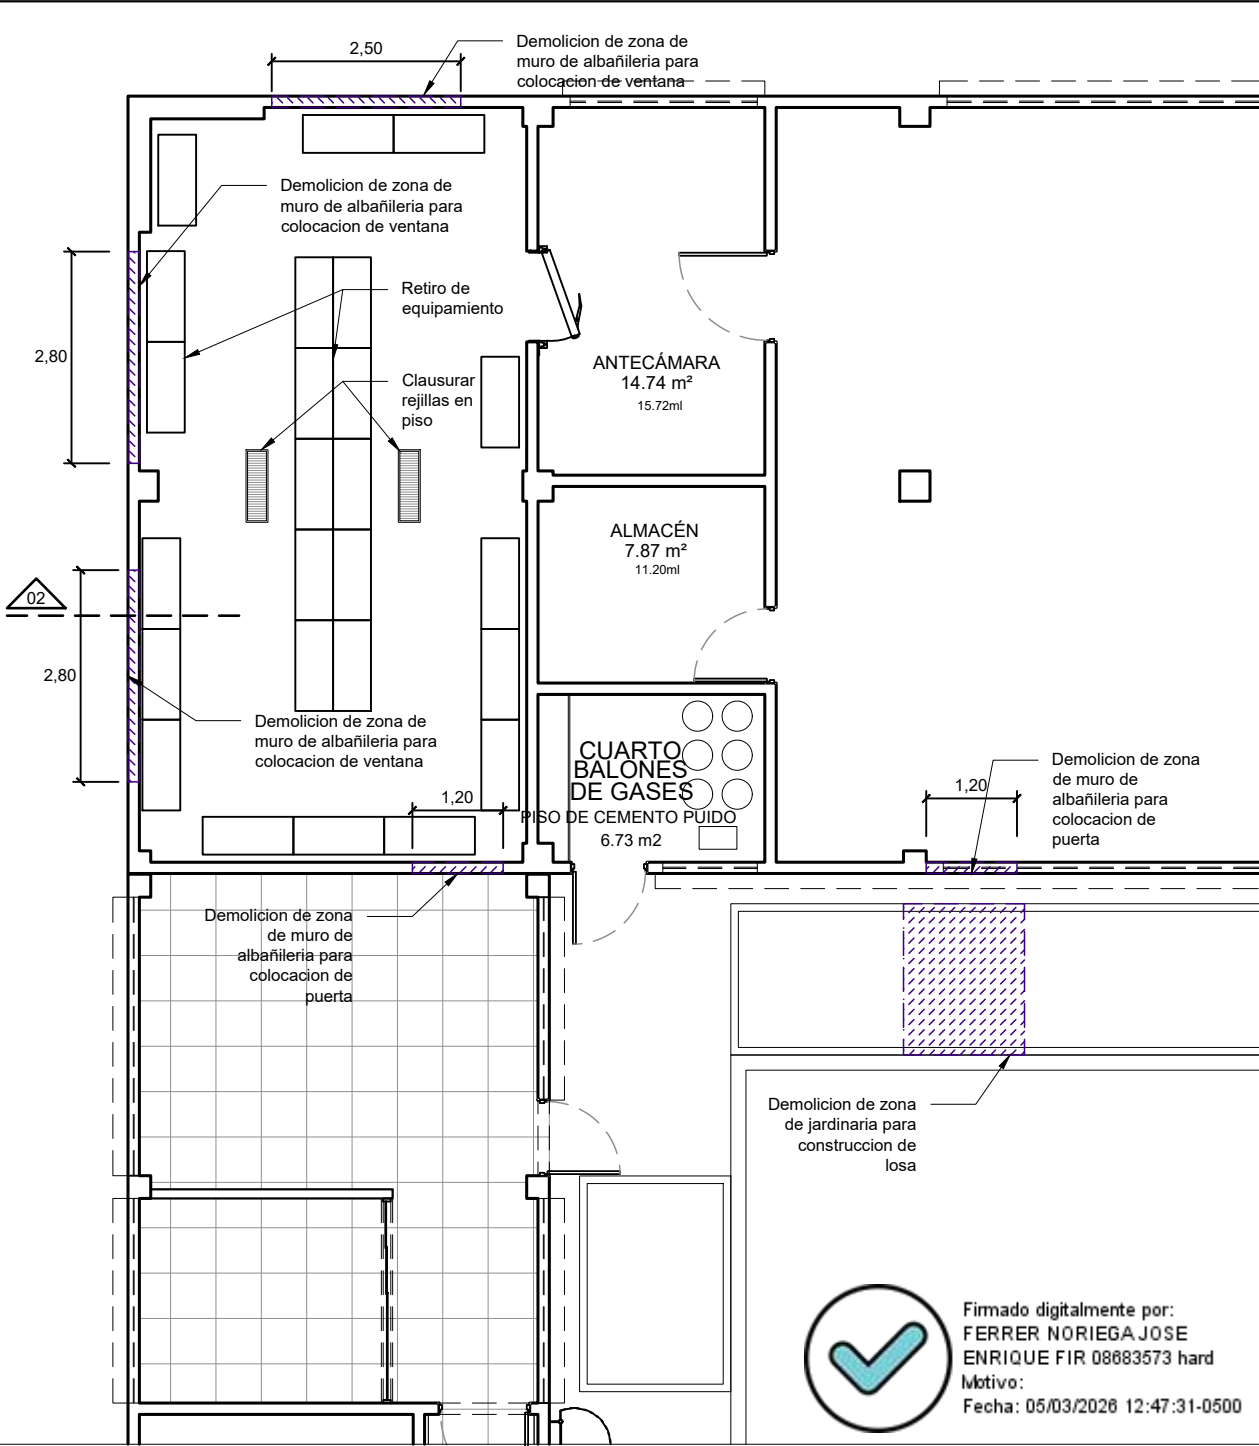 2,50
Demolicion de zona de
muro de albañileria para
colocacion de ventana
Demolicion de zona de
muro de albañileria para
colocacion de ventana
Retiro de
equipamiento
2,80
ANTECÁMARA
14.74 m²
15.72ml
Clausurar
rejillas en
piso
ALMACÉN
7.87 m²
11.20ml
02
2,80
Demolicion de zona de
muro de albañileria para
colocacion de ventana
CUARTO
BALONES
DE GASES
PISO DE CEMENTO PUIDO
6.73 m2
1,20
1,20
Demolicion de zona
de muro de
albañileria para
colocacion de
puerta
Demolicion de zona
de muro de
albañileria para
colocacion de
puerta
Demolicion de zona
de jardinaria para
construccion de
losa
Firmado digitalmente por:
FERRER NORIEGA JOSE
ENRIQUE FIR 08683573 hard
Motivo:
Fecha: 05/03/2026 12:47:31-0500